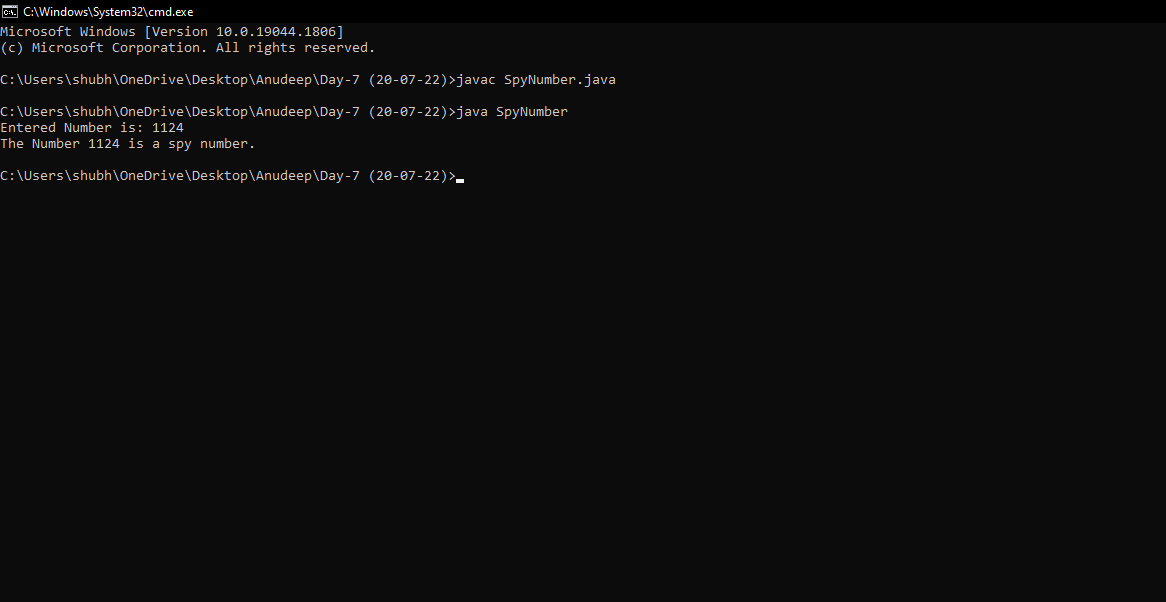 C:\Windows\System32\cmd.exe
Microsoft Windows [Version 10.0.19044.1806]
(c) Microsoft Corporation. All rights reserved.
C:\Users\shubh\OneDrive\Desktop\Anudeep\Day-7 (20-07-22)>javac SpyNumber.java
C:\Users\shubh\OneDrive\Desktop\Anudeep\Day-7 (20-07-22)>java SpyNumber
Entered Number is: 1124
The Number 1124 is a spy number.
C:\Users\shubh\OneDrive\Desktop\Anudeep\Day-7 (20-07-22)>